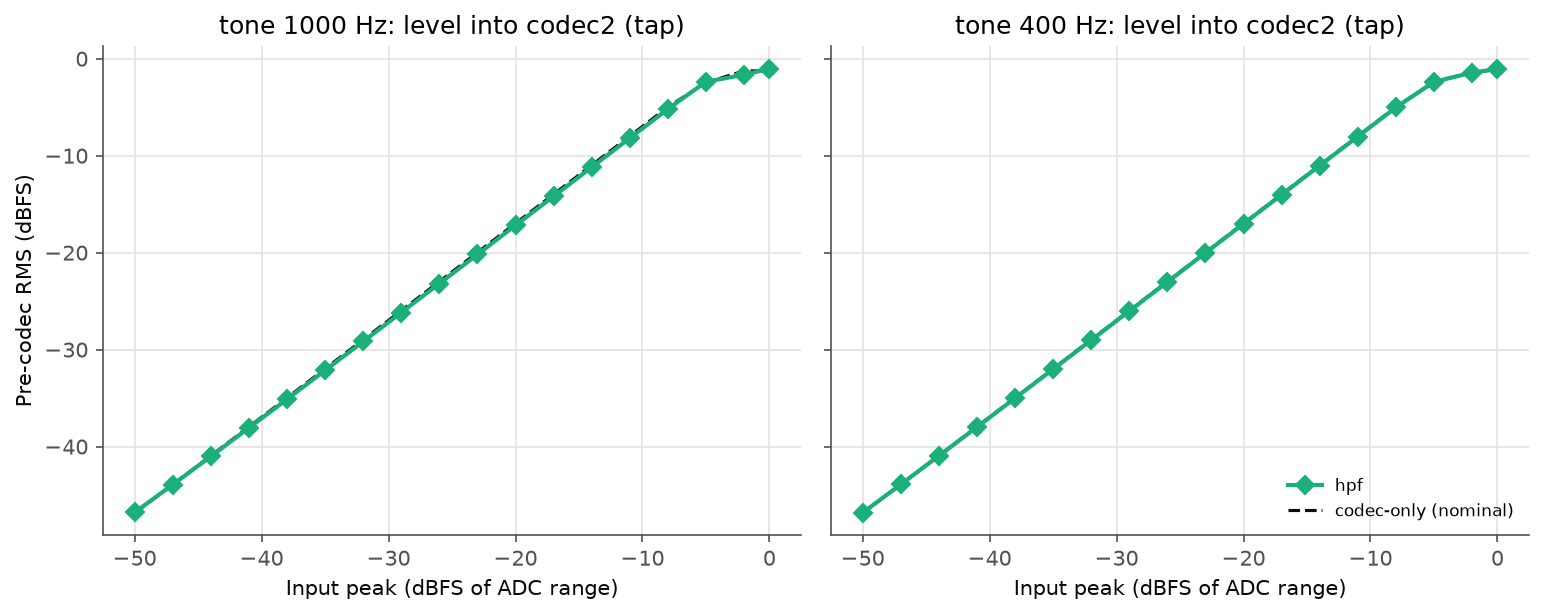 tone 1000 Hz: level into codec2 (tap)
tone 400 Hz: level into codec2 (tap)
Pre-codec RMS (dBFS)
0
−10
−20
−30
−40
hpf
codec-only (nominal)
−50
−40
−30
−20
−10
0
−50
−40
−30
−20
−10
0
Input peak (dBFS of ADC range)
Input peak (dBFS of ADC range)